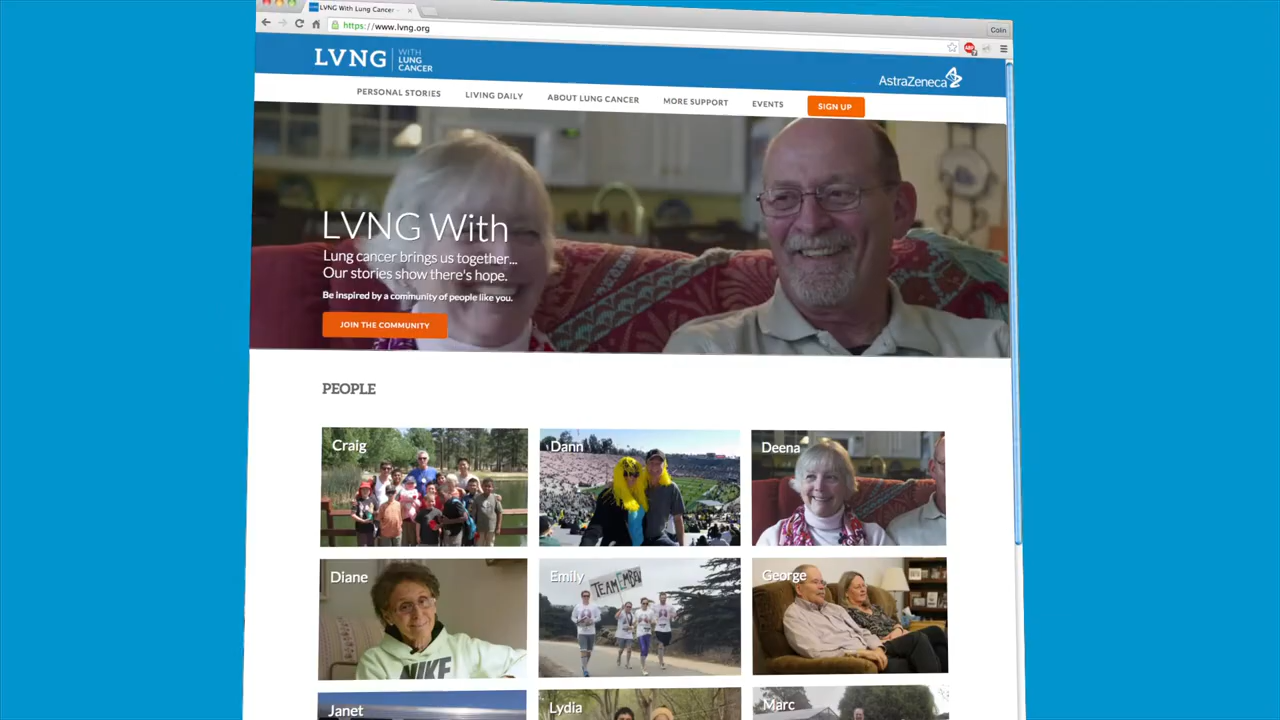 LVNG With Lung Cancer
Colin
https://www.lvng.org
ABP
LVNG WITH LUNG CANCER
AstraZeneca
PERSONAL STORIES
LIVING DAILY
ABOUT LUNG CANCER
MORE SUPPORT
EVENTS
SIGN UP
LVNG With
Lung cancer brings us together...
Our stories show there's hope.
Be inspired by a community of people like you.
JOIN THE COMMUNITY
PEOPLE
Craig
Dann
Deena
Diane
NIKE
Emily
TEAM EMILY
George
Janet
Lydia
Marc